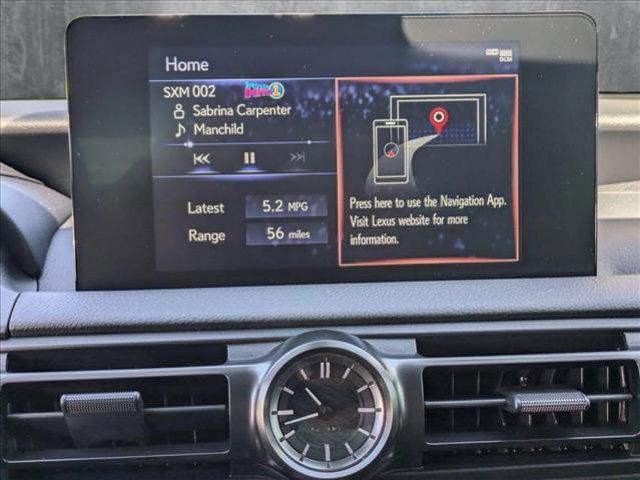 Home
DCM
SXM 002
Sabrina Carpenter
Manchild
Latest 5.2 MPG
Range 56 miles
Press here to use the Navigation App.
Visit Lexus website for more
information.